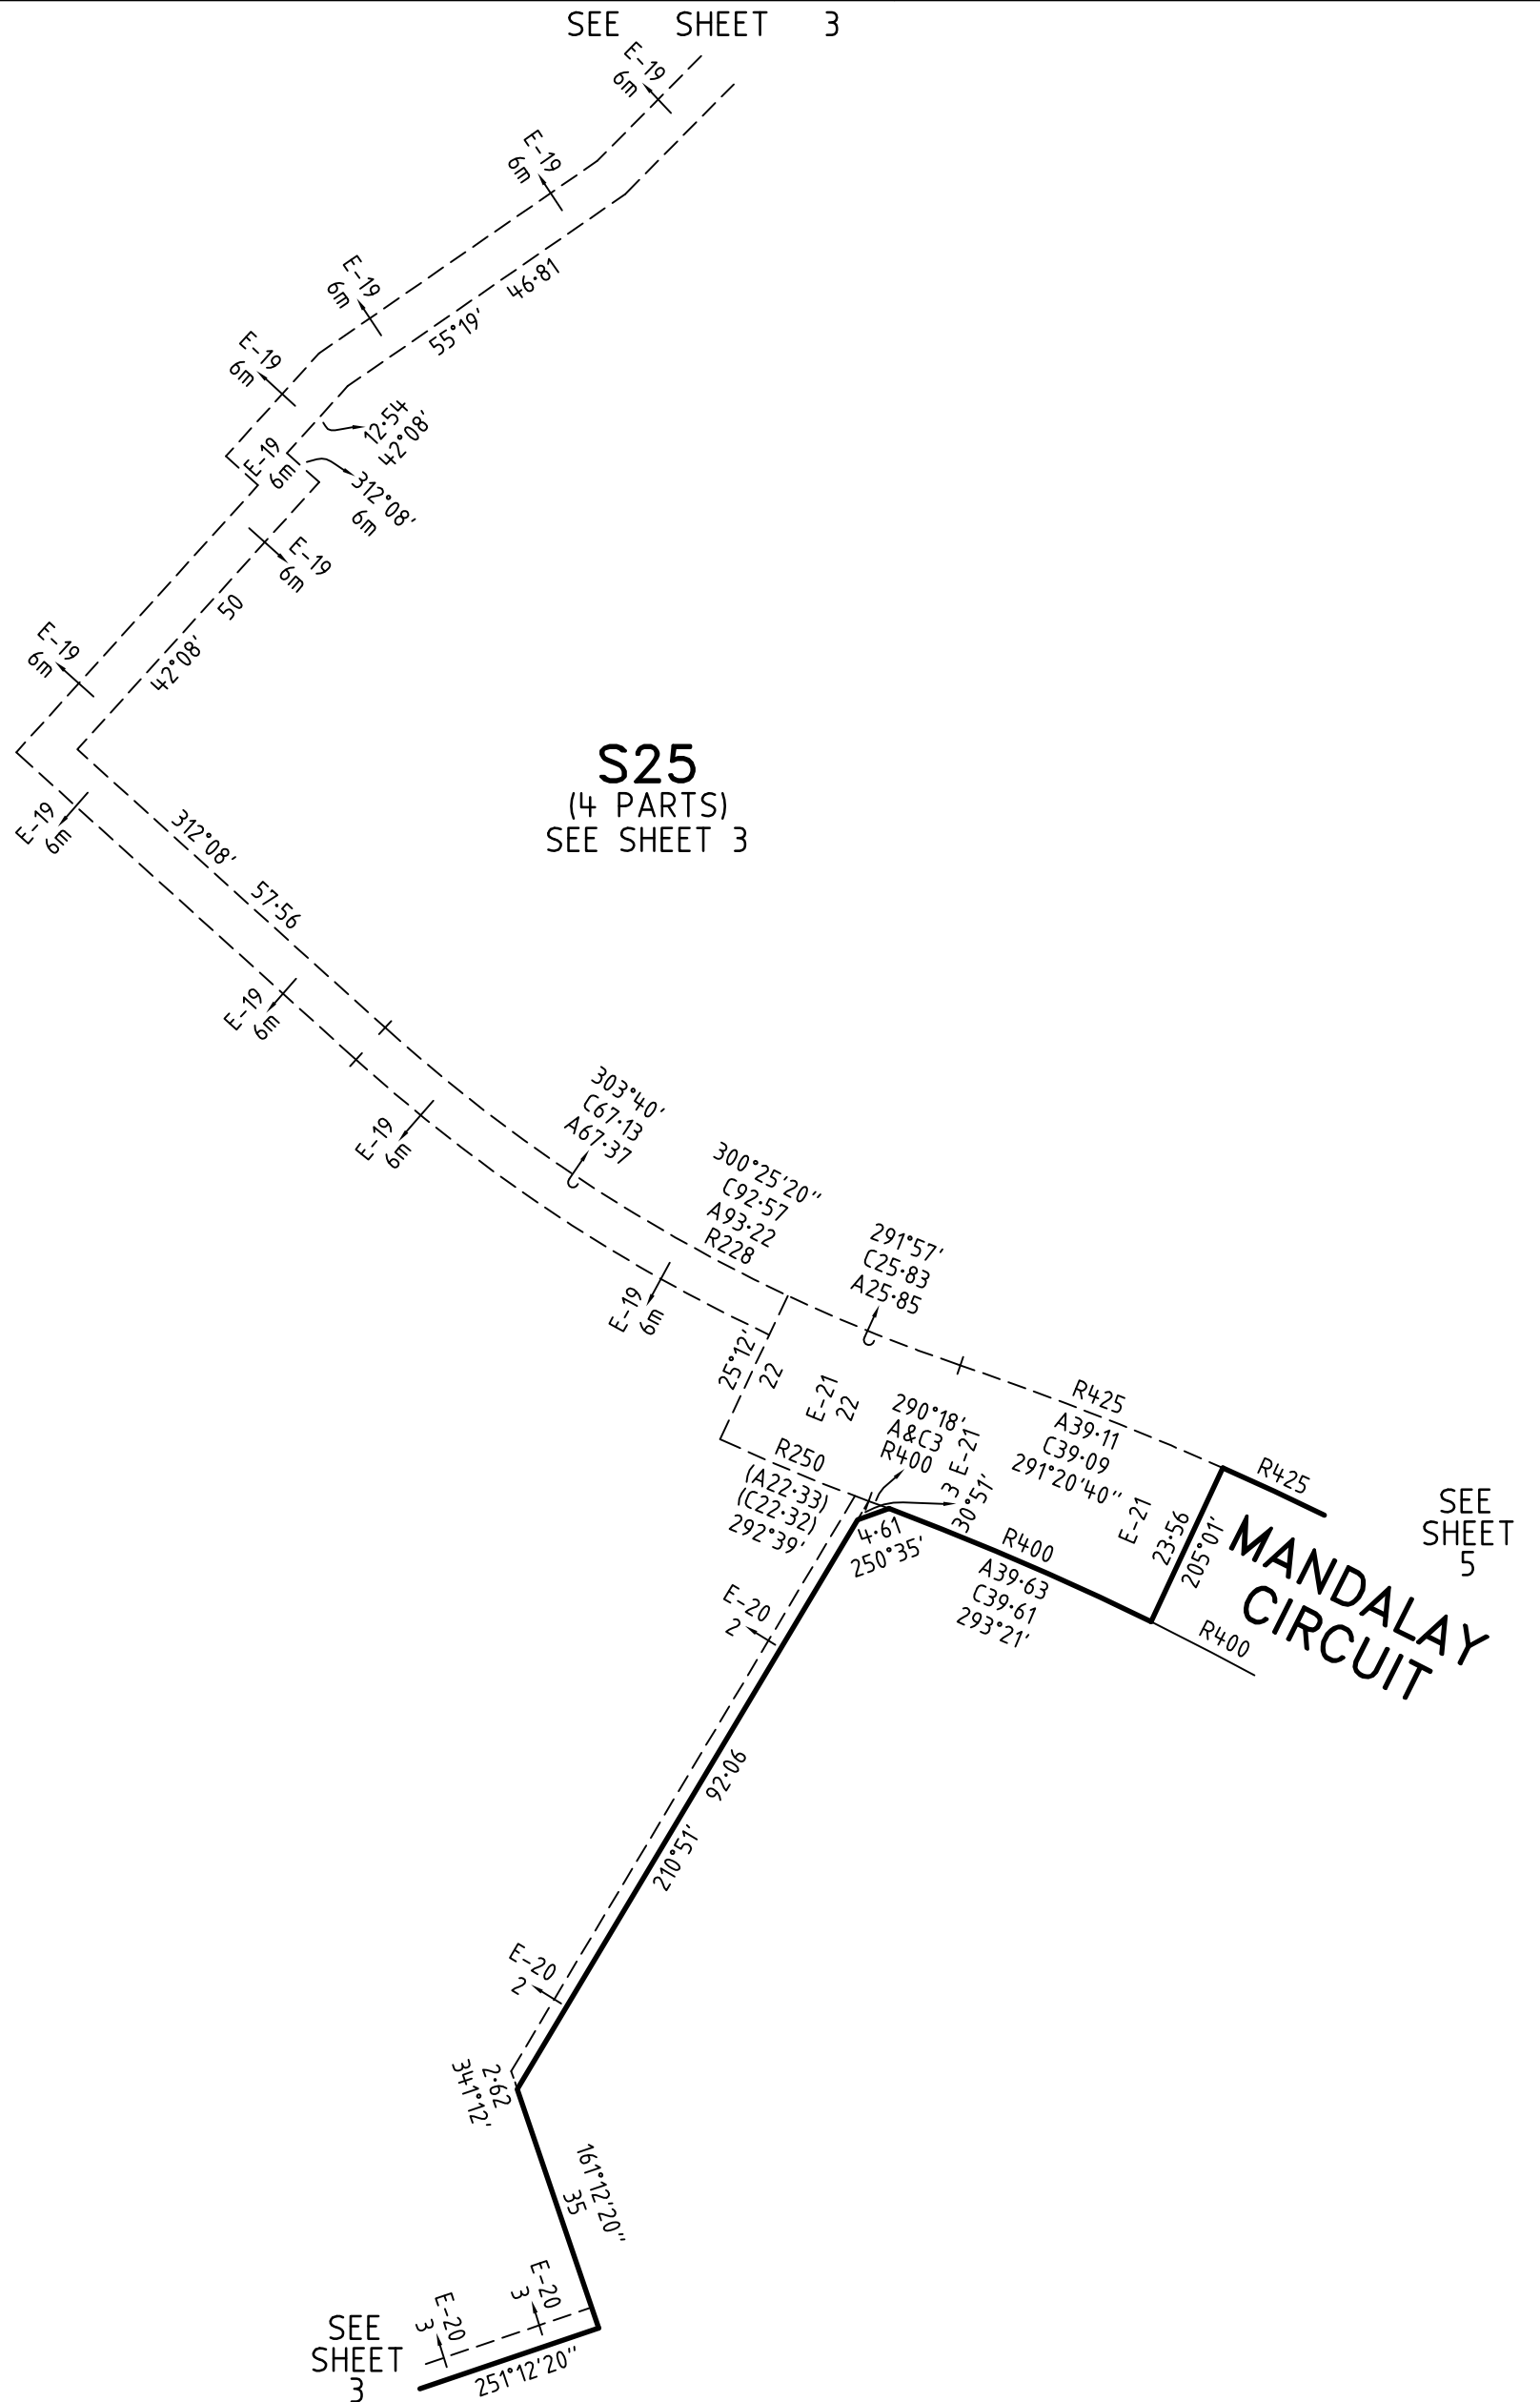 SEE SHEET 3
E-19
6m
E-19
6m
E-19
6m
46·81
55°19'
E-19
6m
12·54
42°08'
E-19
6m
312°08'
6m
E-19
6m
50
42°08'
E-19
6m
S25
(4 PARTS)
SEE SHEET 3
E-19
6m
312°08'
57·56
E-19
6m
303°40'
C67·13
A67·37
E-19
6m
300°25'20"
C92·57
A93·22
R228
291°57'
C25·83
A25·85
E-19
6m
25°12'
22
E-21
22
290°18'
A&C3
R400
3 E-21
30°51'
R425
A39·11
C39·09
291°20'40"
R425
R250
(A22·33)
(C22·32)
292°39'
4·61
250°35'
R400
A39·63
C39·61
293°21'
E-21
23·56
205°01'
MANDALAY
CIRCUIT
R400
SEE
SHEET
5
E-20
2
92·06
210°51'
E-20
2
2·62
341°12'
161°12'20"
35
E-20
3
E-20
3
SEE
SHEET
3
251°12'20"